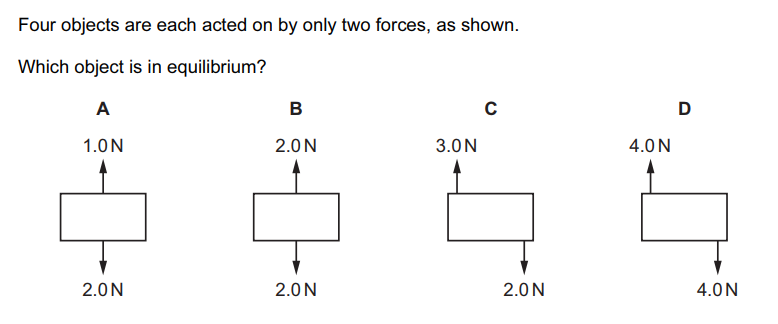 Four objects are each acted on by only two forces, as shown.
Which object is in equilibrium?
A B C D
1.0 N 2.0 N 3.0 N 4.0 N
2.0 N 2.0 N 2.0 N 4.0 N